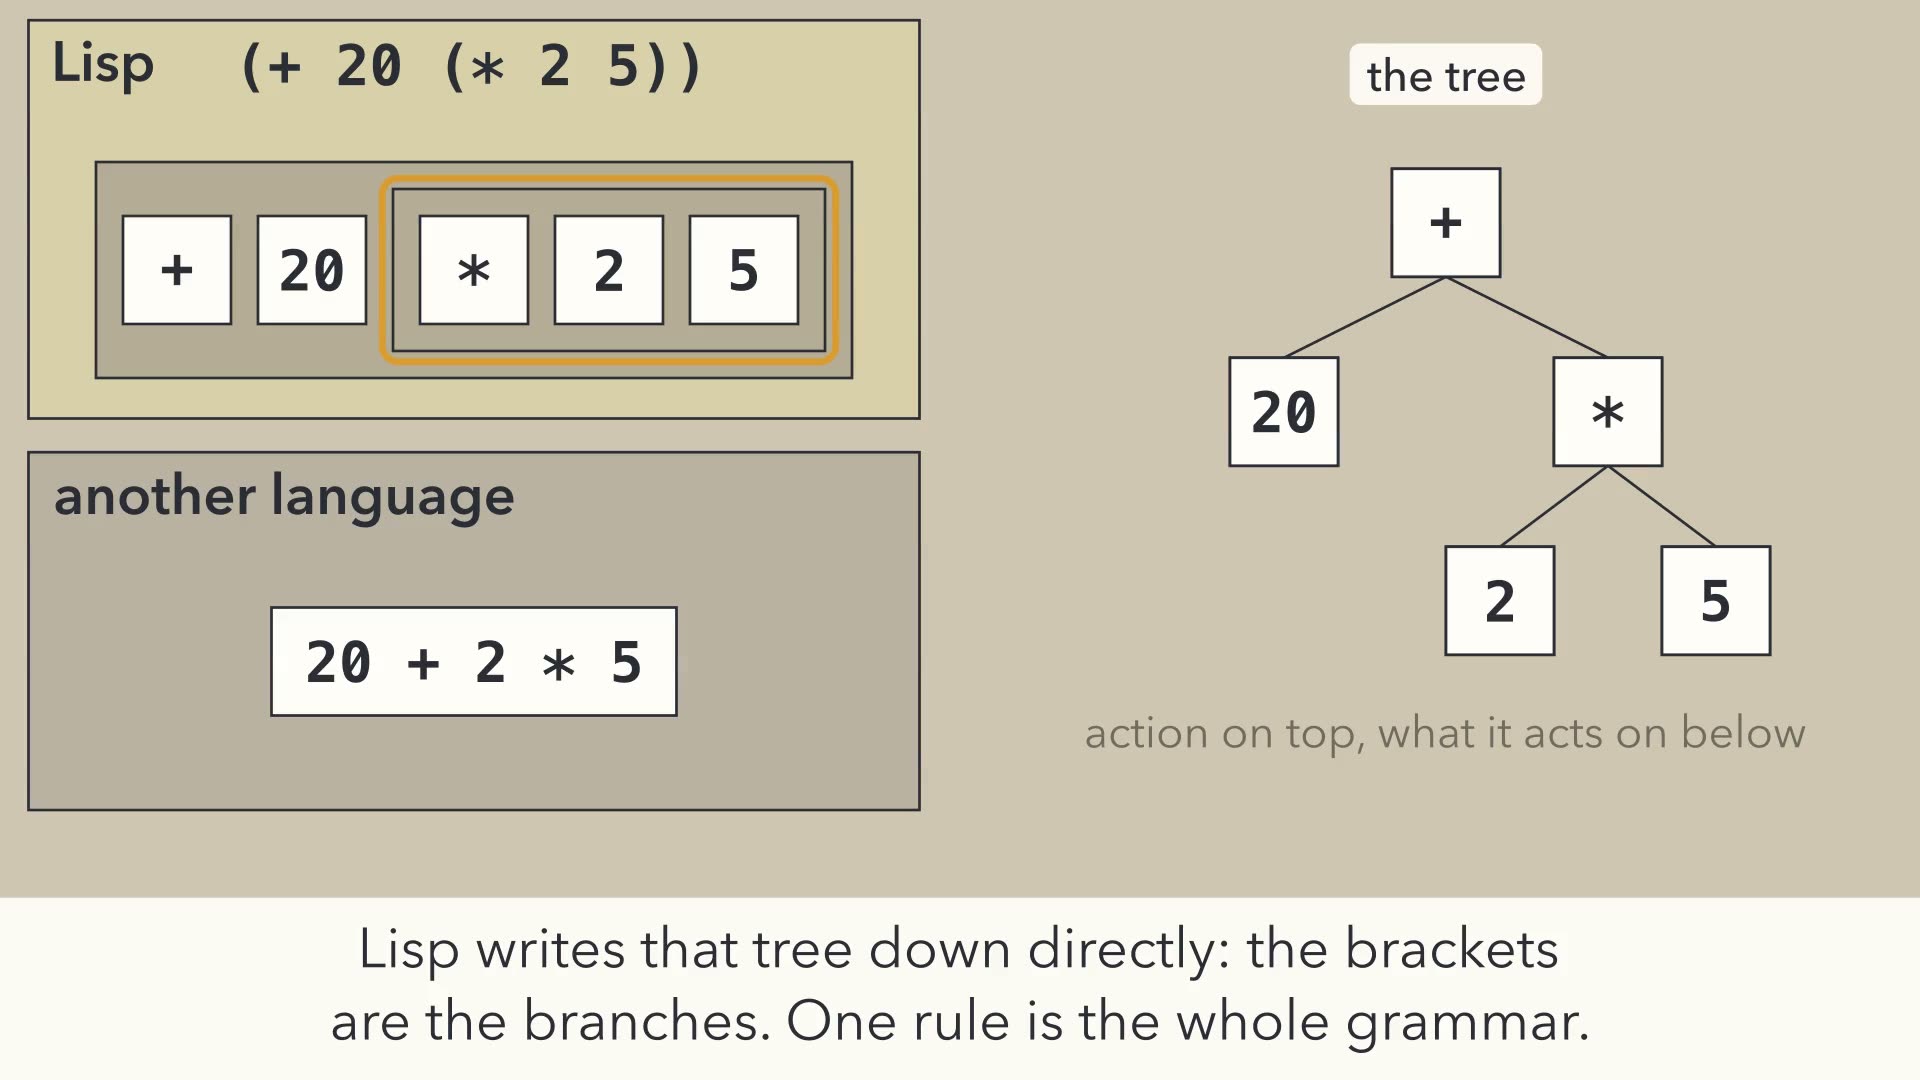 Lisp (+ 20 (* 2 5))
+ 20 * 2 5
another language
20 + 2 * 5
the tree
+
20 *
2 5
action on top, what it acts on below
Lisp writes that tree down directly: the brackets
are the branches. One rule is the whole grammar.